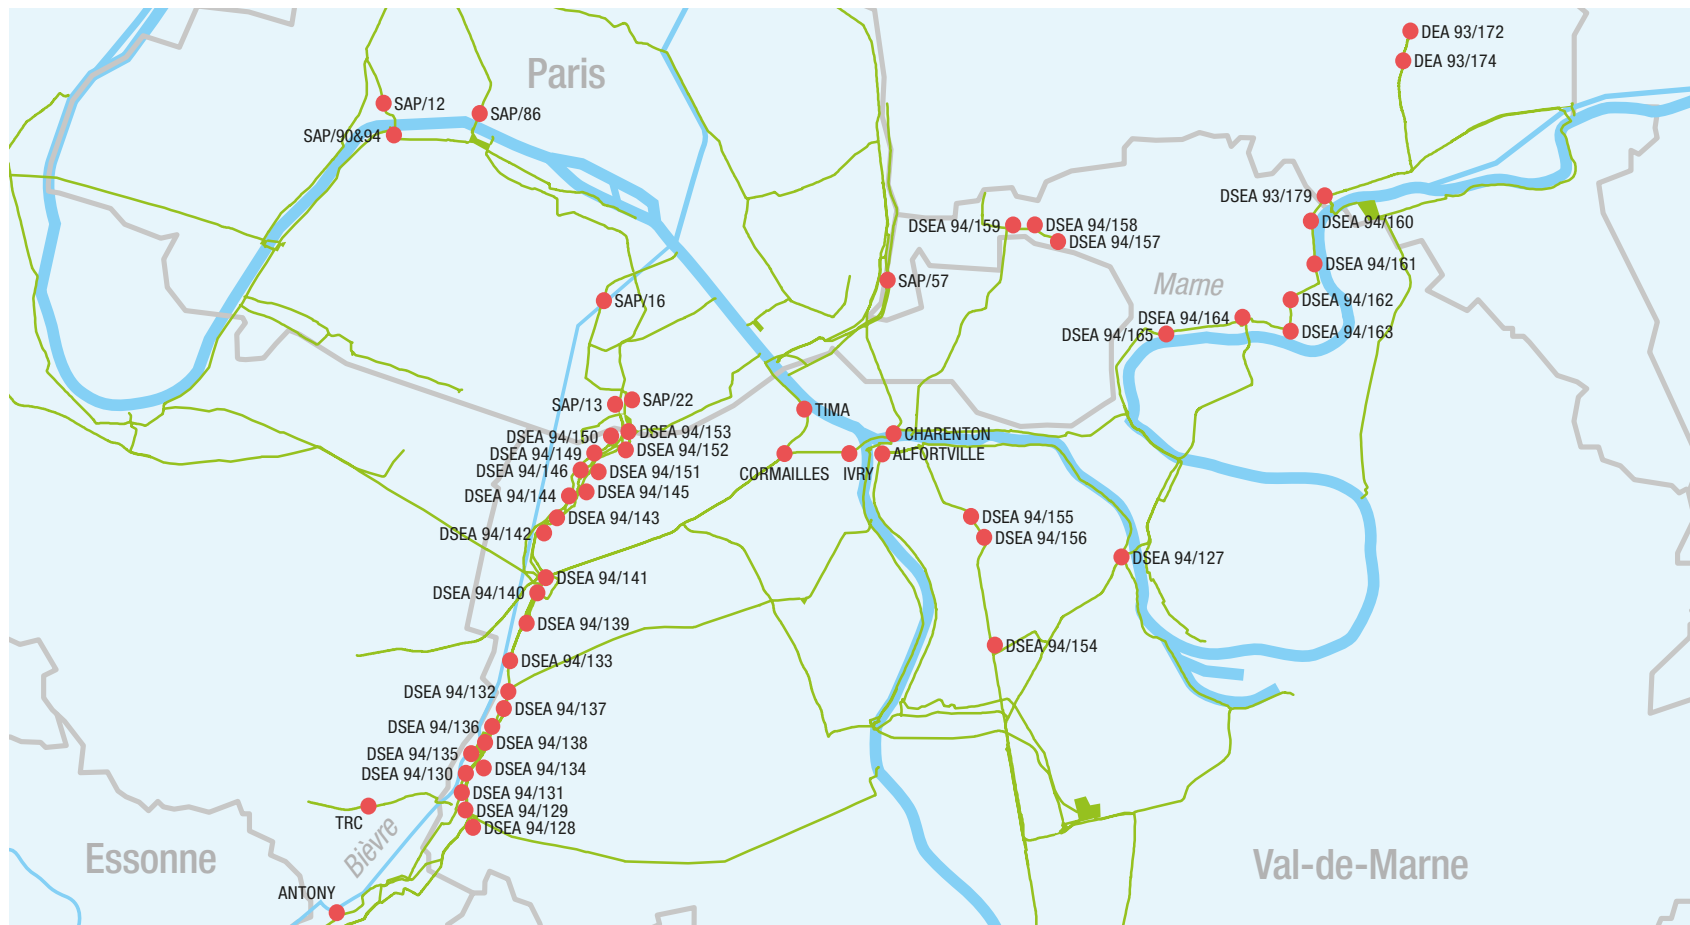 DEA 93/172
DEA 93/174
Paris
SAP/12
SAP/86
SAP/90&94
DSEA 93/179
DSEA 94/160
DSEA 94/159
DSEA 94/158
DSEA 94/157
DSEA 94/161
SAP/57
Marne
SAP/16
DSEA 94/162
DSEA 94/164
DSEA 94/163
DSEA 94/165
SAP/13
SAP/22
TIMA
DSEA 94/150
DSEA 94/153
CHARENTON
DSEA 94/149
DSEA 94/152
ALFORTVILLE
DSEA 94/146
DSEA 94/151
CORMAILLES
IVRY
DSEA 94/144
DSEA 94/145
DSEA 94/143
DSEA 94/155
DSEA 94/142
DSEA 94/156
DSEA 94/127
DSEA 94/141
DSEA 94/140
DSEA 94/139
DSEA 94/154
DSEA 94/133
DSEA 94/132
DSEA 94/137
DSEA 94/136
DSEA 94/138
DSEA 94/135
DSEA 94/134
DSEA 94/130
DSEA 94/131
DSEA 94/129
TRC
DSEA 94/128
Bièvre
Essonne
Val-de-Marne
ANTONY